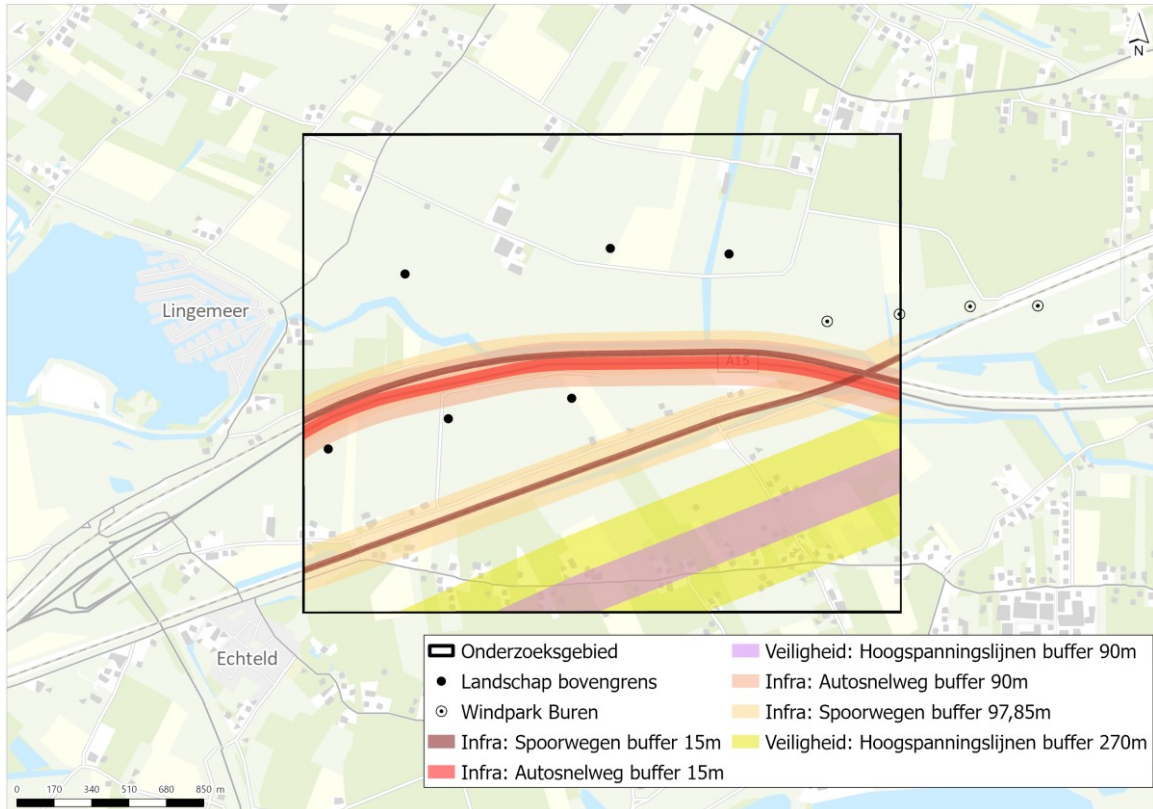 N
Lingemeer
A15
Echteld
Onderzoeksgebied
Landschap bovengrens
Windpark Buren
Infra: Spoorwegen buffer 15m
Infra: Autosnelweg buffer 15m
Veiligheid: Hoogspanningslijnen buffer 90m
Infra: Autosnelweg buffer 90m
Infra: Spoorwegen buffer 97,85m
Veiligheid: Hoogspanningslijnen buffer 270m
0 170 340 510 680 850 m